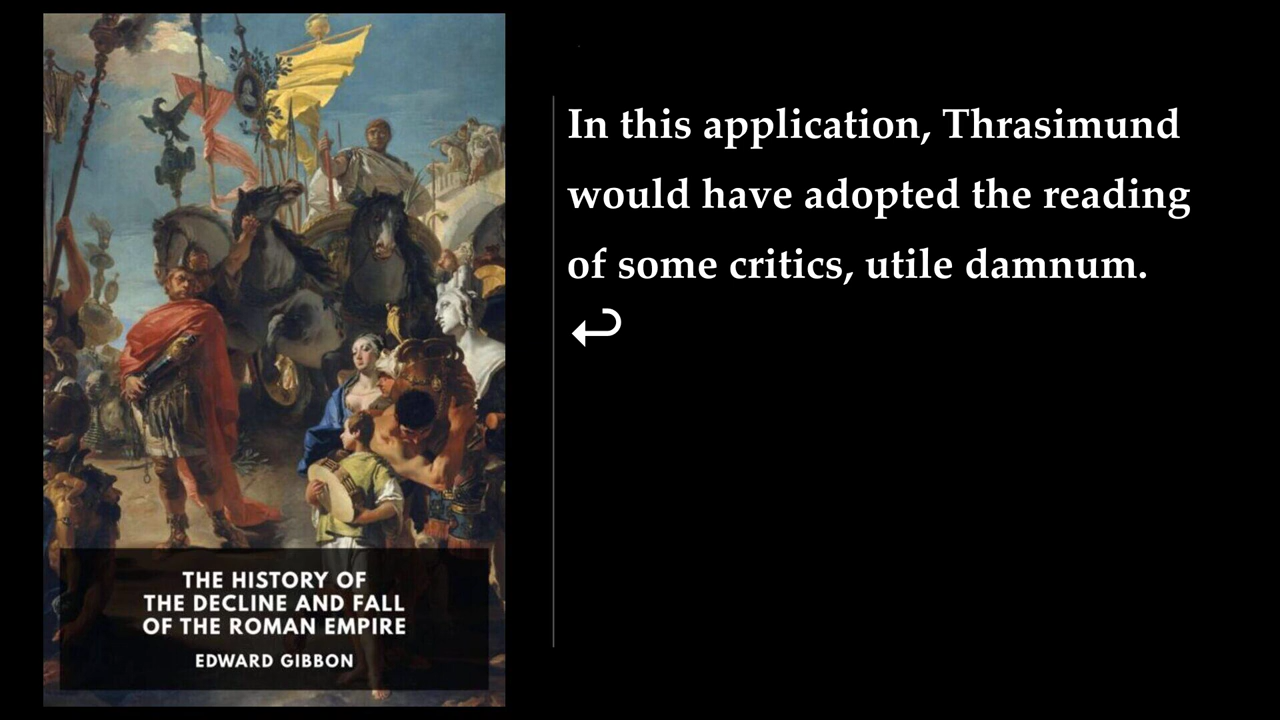 In this application, Thrasimund
would have adopted the reading
of some critics, utile damnum.
↩
THE HISTORY OF
THE DECLINE AND FALL
OF THE ROMAN EMPIRE
EDWARD GIBBON